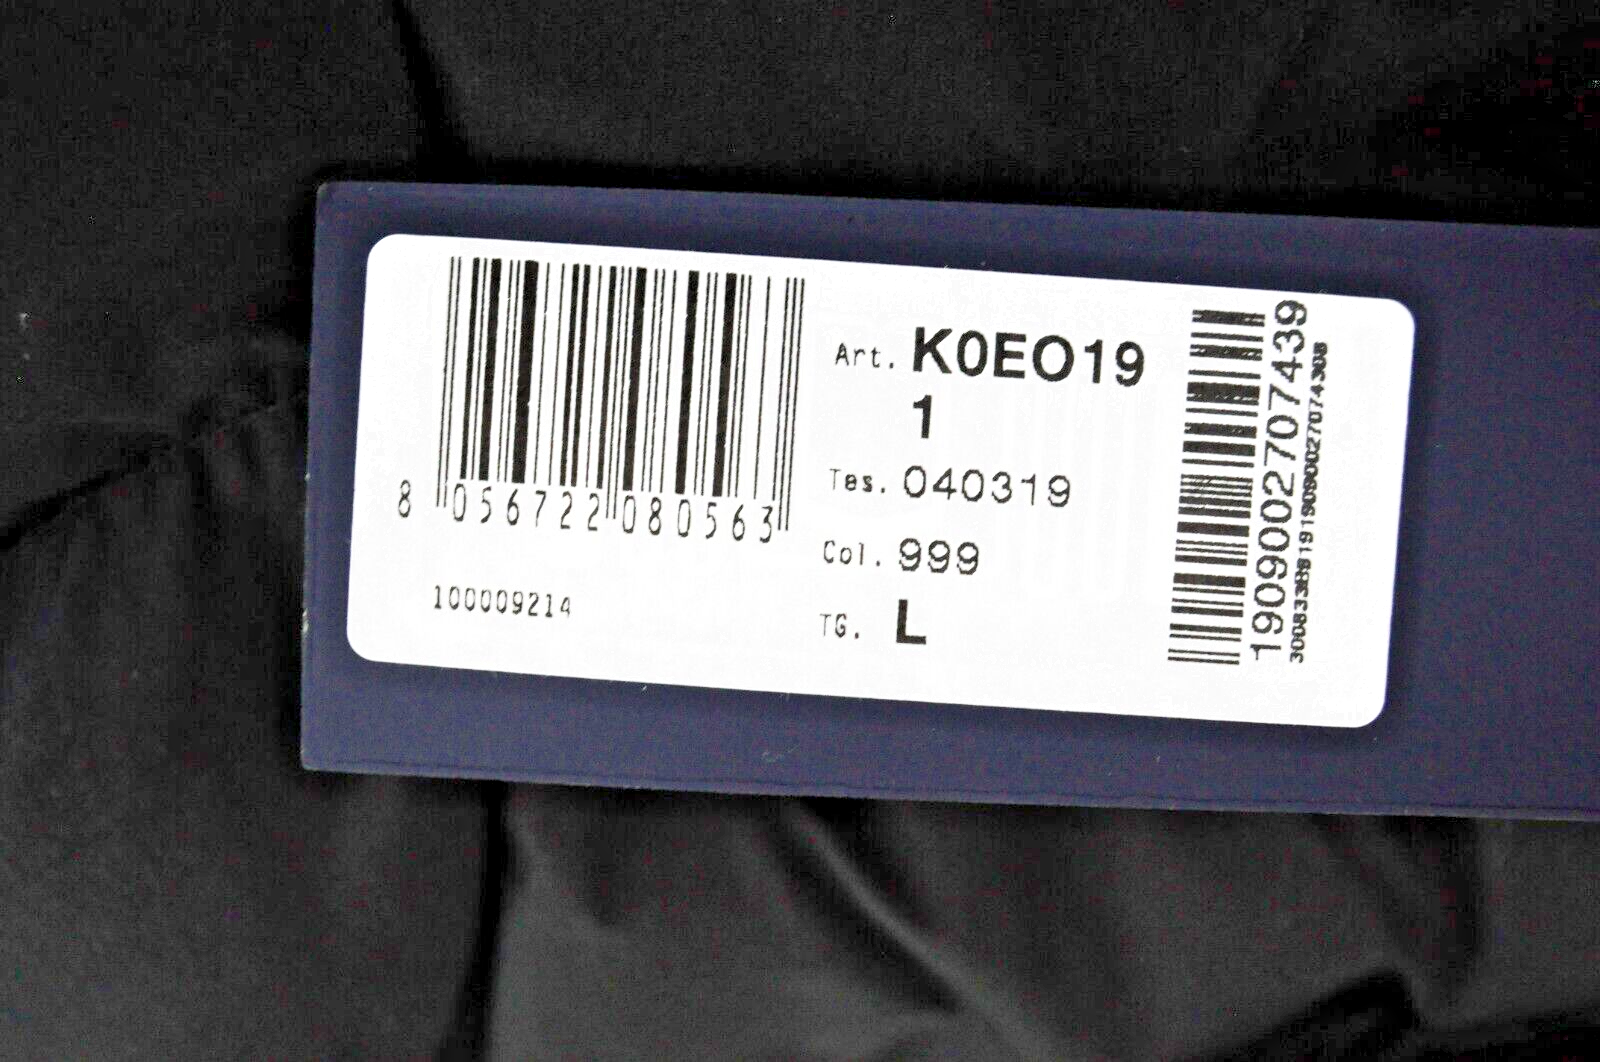 8 056722 080563
100009214
Art. K0EO19
1
Tes. 040319
Col. 999
TG. L
1909002707439